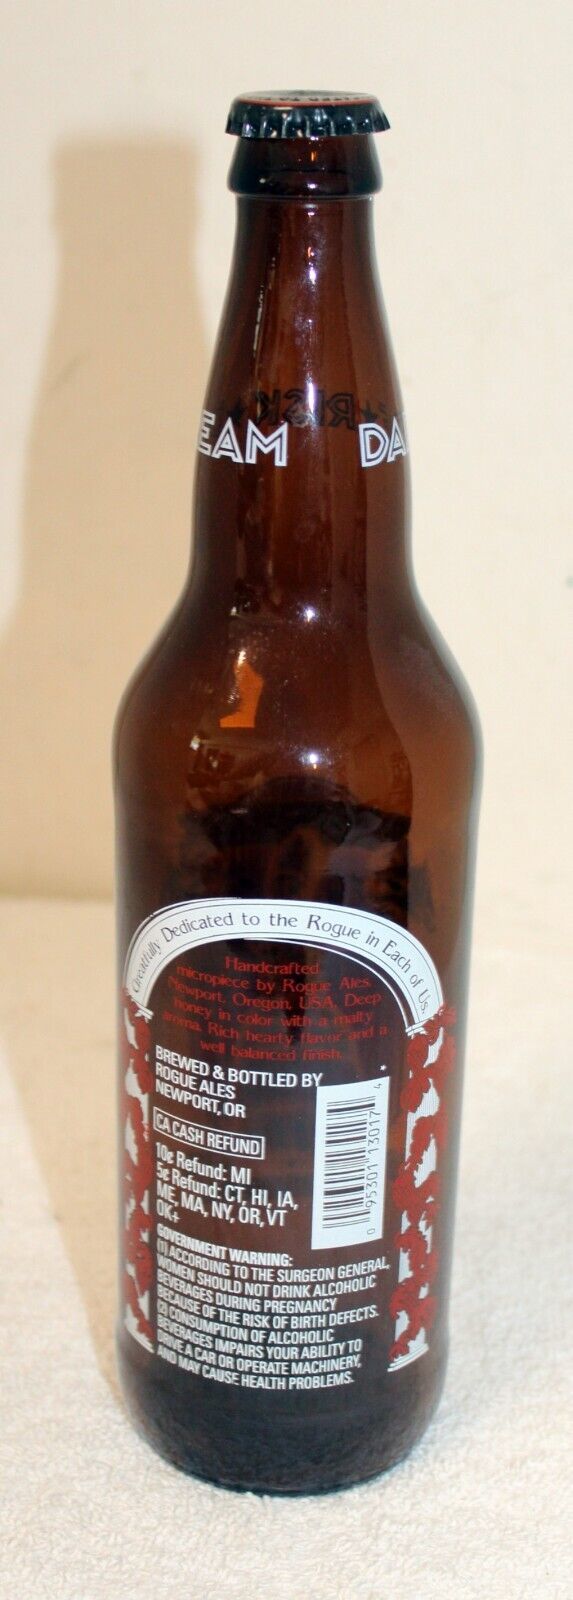 EAM DA
RISK
Greatfully Dedicated to the Rogue in Each of Us.
Handcrafted
micropiece by Rogue Ales.
Newport, Oregon, USA. Deep
honey in color with a malty
aroma. Rich hearty flavor and a
well balanced finish.
BREWED & BOTTLED BY
ROGUE ALES
NEWPORT, OR
CA CASH REFUND
10¢ Refund: MI
5¢ Refund: CT, HI, IA,
ME, MA, NY, OR, VT
OK+
0 95301 13017 4
GOVERNMENT WARNING:
(1) ACCORDING TO THE SURGEON GENERAL,
WOMEN SHOULD NOT DRINK ALCOHOLIC
BEVERAGES DURING PREGNANCY
BECAUSE OF THE RISK OF BIRTH DEFECTS.
(2) CONSUMPTION OF ALCOHOLIC
BEVERAGES IMPAIRS YOUR ABILITY TO
DRIVE A CAR OR OPERATE MACHINERY,
AND MAY CAUSE HEALTH PROBLEMS.